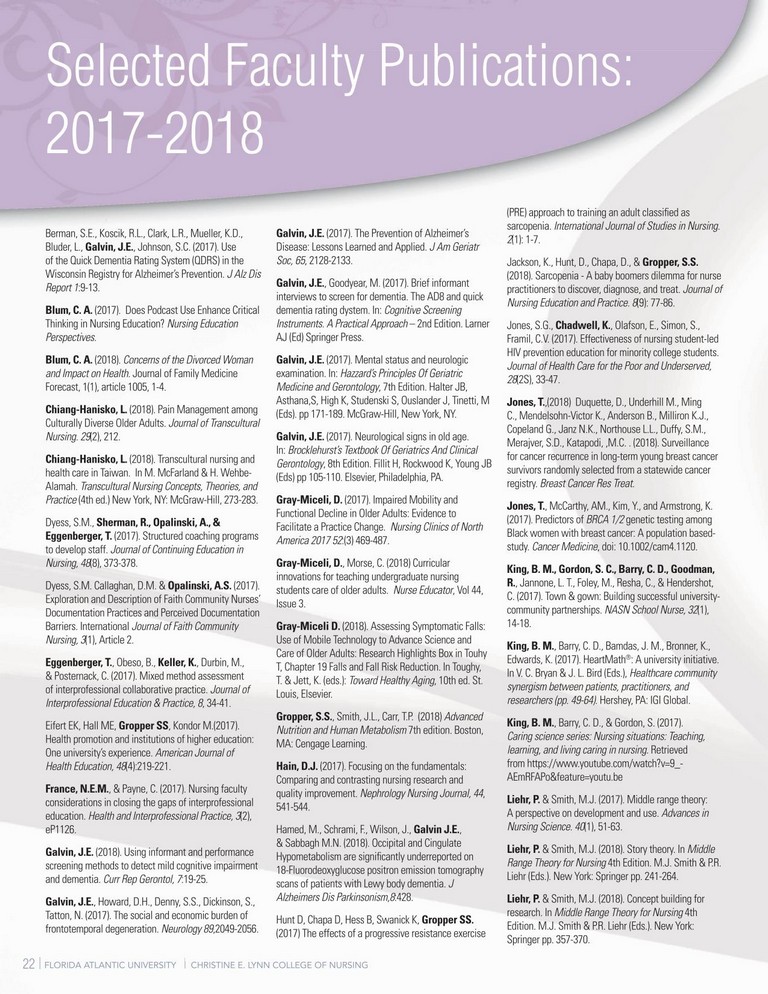 Selected Faculty Publications:
2017-2018
Berman, S.E., Koscik, R.L., Clark, L.R., Mueller, K.D.,
Bluder, L., Galvin, J.E., Johnson, S.C. (2017). Use
of the Quick Dementia Rating System (QDRS) in the
Wisconsin Registry for Alzheimer's Prevention. J Alz Dis
Report 1:9-13.
Blum, C. A. (2017). Does Podcast Use Enhance Critical
Thinking in Nursing Education? Nursing Education
Perspectives.
Blum, C. A. (2018). Concerns of the Divorced Woman
and Impact on Health. Journal of Family Medicine
Forecast, 1(1), article 1005, 1-4.
Chiang-Hanisko, L. (2018). Pain Management among
Culturally Diverse Older Adults. Journal of Transcultural
Nursing. 29(2), 212.
Chiang-Hanisko, L. (2018). Transcultural nursing and
health care in Taiwan. In M. McFarland & H. Wehbe-
Alamah. Transcultural Nursing Concepts, Theories, and
Practice (4th ed.) New York, NY: McGraw-Hill, 273-283.
Dyess, S.M., Sherman, R., Opalinski, A., &
Eggenberger, T. (2017). Structured coaching programs
to develop staff. Journal of Continuing Education in
Nursing, 48(8), 373-378.
Dyess, S.M. Callaghan, D.M. & Opalinski, A.S. (2017).
Exploration and Description of Faith Community Nurses'
Documentation Practices and Perceived Documentation
Barriers. International Journal of Faith Community
Nursing, 3(1), Article 2.
Eggenberger, T., Obeso, B., Keller, K., Durbin, M.,
& Posternack, C. (2017). Mixed method assessment
of interprofessional collaborative practice. Journal of
Interprofessional Education & Practice, 8, 34-41.
Eifert EK, Hall ME, Gropper SS, Kondor M.(2017).
Health promotion and institutions of higher education:
One university's experience. American Journal of
Health Education, 48(4):219-221.
France, N.E.M., & Payne, C. (2017). Nursing faculty
considerations in closing the gaps of interprofessional
education. Health and Interprofessional Practice, 3(2),
eP1126.
Galvin, J.E. (2018). Using informant and performance
screening methods to detect mild cognitive impairment
and dementia. Curr Rep Gerontol, 7:19-25.
Galvin, J.E., Howard, D.H., Denny, S.S., Dickinson, S.,
Tatton, N. (2017). The social and economic burden of
frontotemporal degeneration. Neurology 89,2049-2056.
Galvin, J.E. (2017). The Prevention of Alzheimer's
Disease: Lessons Learned and Applied. J Am Geriatr
Soc, 65, 2128-2133.
Galvin, J.E., Goodyear, M. (2017). Brief informant
interviews to screen for dementia. The AD8 and quick
dementia rating dystem. In: Cognitive Screening
Instruments. A Practical Approach – 2nd Edition. Larner
AJ (Ed) Springer Press.
Galvin, J.E. (2017). Mental status and neurologic
examination. In: Hazzard's Principles Of Geriatric
Medicine and Gerontology, 7th Edition. Halter JB,
Asthana,S, High K, Studenski S, Ouslander J, Tinetti, M
(Eds). pp 171-189. McGraw-Hill, New York, NY.
Galvin, J.E. (2017). Neurological signs in old age.
In: Brocklehurst's Textbook Of Geriatrics And Clinical
Gerontology, 8th Edition. Fillit H, Rockwood K, Young JB
(Eds) pp 105-110. Elsevier, Philadelphia, PA.
Gray-Miceli, D. (2017). Impaired Mobility and
Functional Decline in Older Adults: Evidence to
Facilitate a Practice Change. Nursing Clinics of North
America 2017 52:(3) 469-487.
Gray-Miceli, D., Morse, C. (2018) Curricular
innovations for teaching undergraduate nursing
students care of older adults. Nurse Educator, Vol 44,
Issue 3.
Gray-Miceli D. (2018). Assessing Symptomatic Falls:
Use of Mobile Technology to Advance Science and
Care of Older Adults: Research Highlights Box in Touhy
T, Chapter 19 Falls and Fall Risk Reduction. In Toughy,
T. & Jett, K. (eds.): Toward Healthy Aging, 10th ed. St.
Louis, Elsevier.
Gropper, S.S., Smith, J.L., Carr, T.P. (2018) Advanced
Nutrition and Human Metabolism 7th edition. Boston,
MA: Cengage Learning.
Hain, D.J. (2017). Focusing on the fundamentals:
Comparing and contrasting nursing research and
quality improvement. Nephrology Nursing Journal, 44,
541-544.
Hamed, M., Schrami, F., Wilson, J., Galvin J.E.,
& Sabbagh M.N. (2018). Occipital and Cingulate
Hypometabolism are significantly underreported on
18-Fluorodeoxyglucose positron emission tomography
scans of patients with Lewy body dementia. J
Alzheimers Dis Parkinsonism,8:428.
Hunt D, Chapa D, Hess B, Swanick K, Gropper SS.
(2017) The effects of a progressive resistance exercise
(PRE) approach to training an adult classified as
sarcopenia. International Journal of Studies in Nursing.
2(1): 1-7.
Jackson, K., Hunt, D., Chapa, D., & Gropper, S.S.
(2018). Sarcopenia - A baby boomers dilemma for nurse
practitioners to discover, diagnose, and treat. Journal of
Nursing Education and Practice. 8(9): 77-86.
Jones, S.G., Chadwell, K., Olafson, E., Simon, S.,
Framil, C.V. (2017). Effectiveness of nursing student-led
HIV prevention education for minority college students.
Journal of Health Care for the Poor and Underserved,
28(2S), 33-47.
Jones, T.,(2018) Duquette, D., Underhill M., Ming
C., Mendelsohn-Victor K., Anderson B., Milliron K.J.,
Copeland G., Janz N.K., Northouse L.L., Duffy, S.M.,
Merajver, S.D., Katapodi, ,M.C. . (2018). Surveillance
for cancer recurrence in long-term young breast cancer
survivors randomly selected from a statewide cancer
registry. Breast Cancer Res Treat.
Jones, T., McCarthy, AM., Kim, Y., and Armstrong, K.
(2017). Predictors of BRCA 1/2 genetic testing among
Black women with breast cancer: A population based-
study. Cancer Medicine, doi: 10.1002/cam4.1120.
King, B. M., Gordon, S. C., Barry, C. D., Goodman,
R., Jannone, L. T., Foley, M., Resha, C., & Hendershot,
C. (2017). Town & gown: Building successful university-
community partnerships. NASN School Nurse, 32(1),
14-18.
King, B. M., Barry, C. D., Bamdas, J. M., Bronner, K.,
Edwards, K. (2017). HeartMath®: A university initiative.
In V. C. Bryan & J. L. Bird (Eds.), Healthcare community
synergism between patients, practitioners, and
researchers (pp. 49-64). Hershey, PA: IGI Global.
King, B. M., Barry, C. D., & Gordon, S. (2017).
Caring science series: Nursing situations: Teaching,
learning, and living caring in nursing. Retrieved
from https://www.youtube.com/watch?v=9_-
AEmRFAPo&feature=youtu.be
Liehr, P. & Smith, M.J. (2017). Middle range theory:
A perspective on development and use. Advances in
Nursing Science. 40(1), 51-63.
Liehr, P. & Smith, M.J. (2018). Story theory. In Middle
Range Theory for Nursing 4th Edition. M.J. Smith & P.R.
Liehr (Eds.). New York: Springer pp. 241-264.
Liehr, P. & Smith, M.J. (2018). Concept building for
research. In Middle Range Theory for Nursing 4th
Edition. M.J. Smith & P.R. Liehr (Eds.). New York:
Springer pp. 357-370.
22 | FLORIDA ATLANTIC UNIVERSITY | CHRISTINE E. LYNN COLLEGE OF NURSING